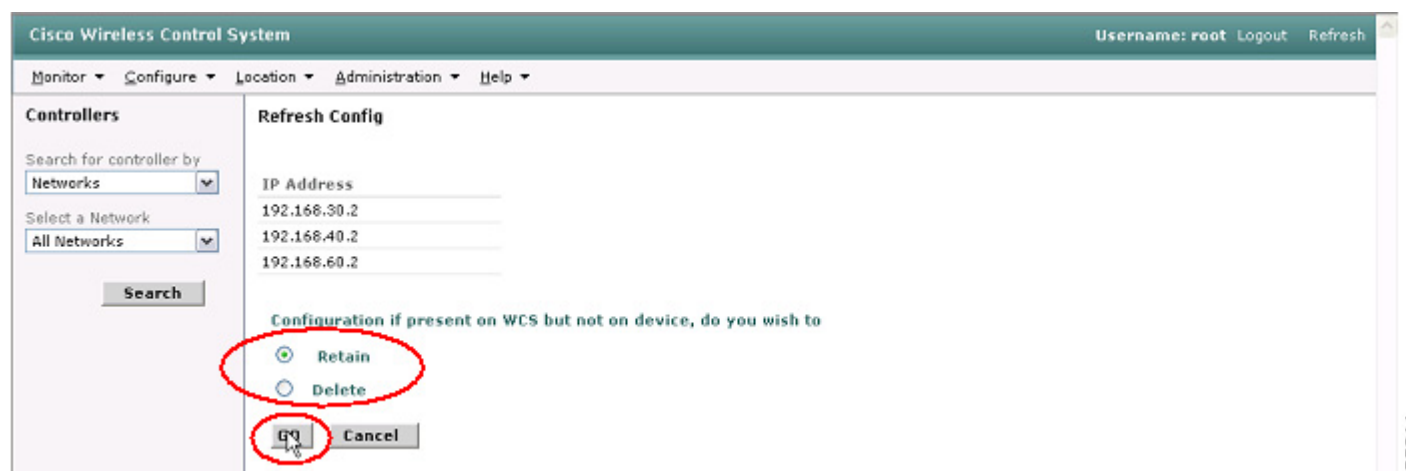 Cisco Wireless Control System
Username: root Logout Refresh
Monitor Configure Location Administration Help
Controllers
Search for controller by
Networks
Select a Network
All Networks
Search
Refresh Config
IP Address
192.168.30.2
192.168.40.2
192.168.60.2
Configuration if present on WCS but not on device, do you wish to
Retain
Delete
GO Cancel